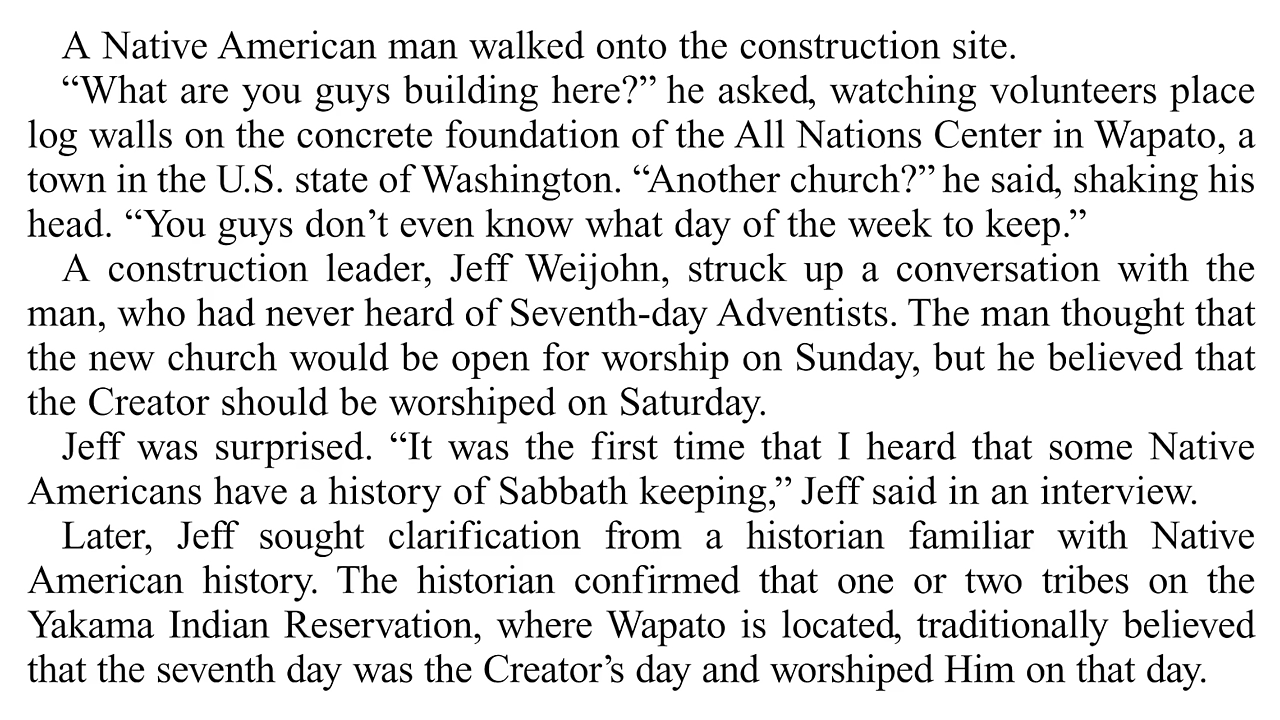 A Native American man walked onto the construction site.
“What are you guys building here?” he asked, watching volunteers place
log walls on the concrete foundation of the All Nations Center in Wapato, a
town in the U.S. state of Washington. “Another church?” he said, shaking his
head. “You guys don’t even know what day of the week to keep.”
A construction leader, Jeff Weijohn, struck up a conversation with the
man, who had never heard of Seventh-day Adventists. The man thought that
the new church would be open for worship on Sunday, but he believed that
the Creator should be worshiped on Saturday.
Jeff was surprised. “It was the first time that I heard that some Native
Americans have a history of Sabbath keeping,” Jeff said in an interview.
Later, Jeff sought clarification from a historian familiar with Native
American history. The historian confirmed that one or two tribes on the
Yakama Indian Reservation, where Wapato is located, traditionally believed
that the seventh day was the Creator’s day and worshiped Him on that day.